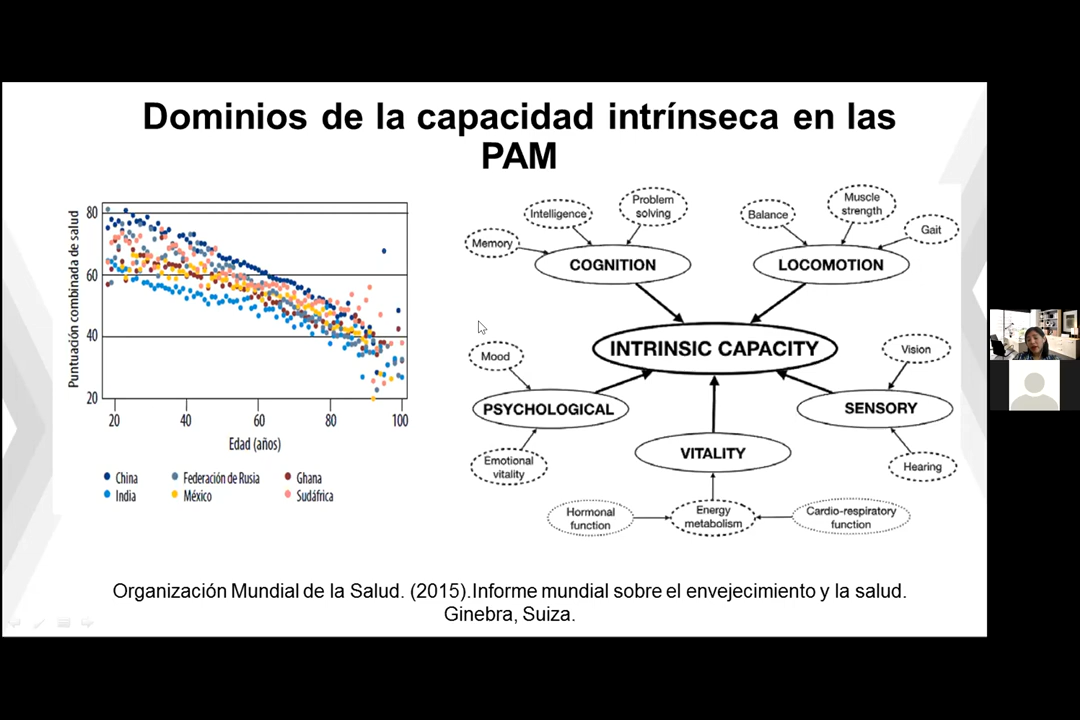 Dominios de la capacidad intrínseca en las
PAM
Puntuación combinada de salud
80
60
40
20
20
40
60
80
100
Edad (años)
China
Federación de Rusia
Ghana
India
México
Sudáfrica
Memory
Intelligence
Problem
solving
COGNITION
Balance
Muscle
strength
Gait
LOCOMOTION
INTRINSIC CAPACITY
Mood
PSYCHOLOGICAL
Emotional
vitality
Vision
SENSORY
Hearing
VITALITY
Hormonal
function
Energy
metabolism
Cardio-respiratory
function
Organización Mundial de la Salud. (2015).Informe mundial sobre el envejecimiento y la salud.
Ginebra, Suiza.